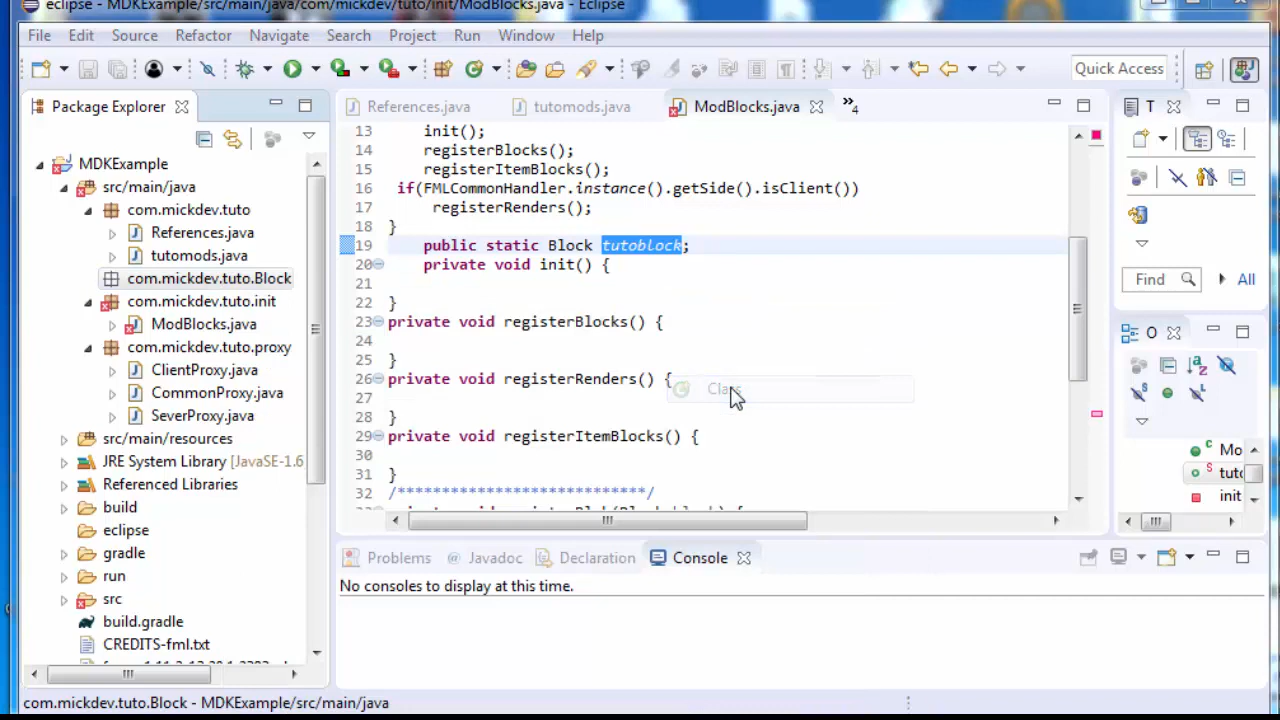 eclipse - MDKExample/src/main/java/com/mickdev/tuto/init/ModBlocks.java - Eclipse
File Edit Source Refactor Navigate Search Project Run Window Help
Quick Access
Package Explorer
References.java tutomods.java ModBlocks.java »4
T
MDKExample
src/main/java
com.mickdev.tuto
References.java
tutomods.java
com.mickdev.tuto.Block
com.mickdev.tuto.init
ModBlocks.java
com.mickdev.tuto.proxy
ClientProxy.java
CommonProxy.java
SeverProxy.java
src/main/resources
JRE System Library [JavaSE-1.6
Referenced Libraries
build
eclipse
gradle
run
src
build.gradle
CREDITS-fml.txt
13 init();
14 registerBlocks();
15 registerItemBlocks();
16 if(FMLCommonHandler.instance().getSide().isClient())
17 registerRenders();
18 }
19 public static Block tutoblock;
20 private void init() {
21
22 }
23 private void registerBlocks() {
24
25 }
26 private void registerRenders() {
27
28 }
29 private void registerItemBlocks() {
30
31 }
32 /****************************/
Class
Find All
O
Mo
tuto
init
Problems @ Javadoc Declaration Console
No consoles to display at this time.
com.mickdev.tuto.Block - MDKExample/src/main/java